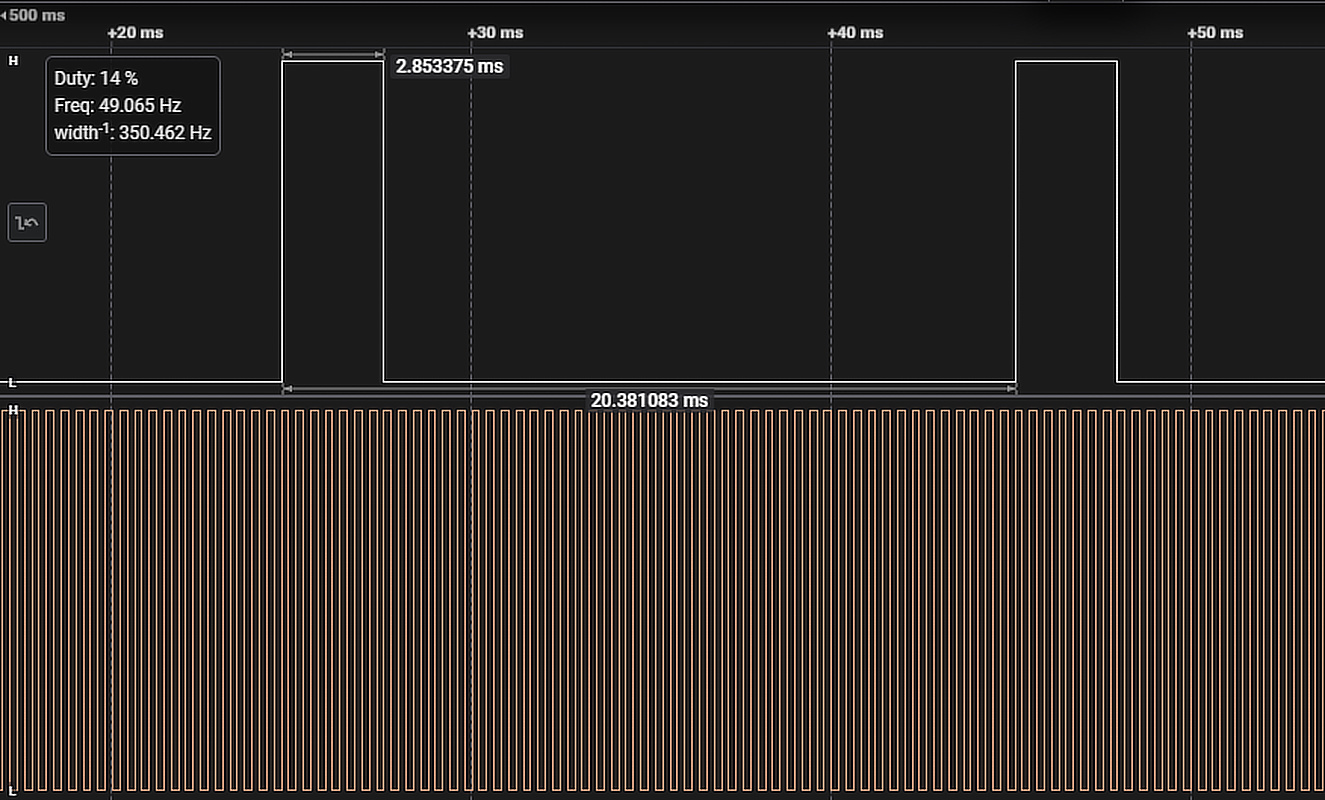 500 ms
+20 ms
+30 ms
+40 ms
+50 ms
H
2.853375 ms
Duty: 14 %
Freq: 49.065 Hz
width-1: 350.462 Hz
L
20.381083 ms
H
L